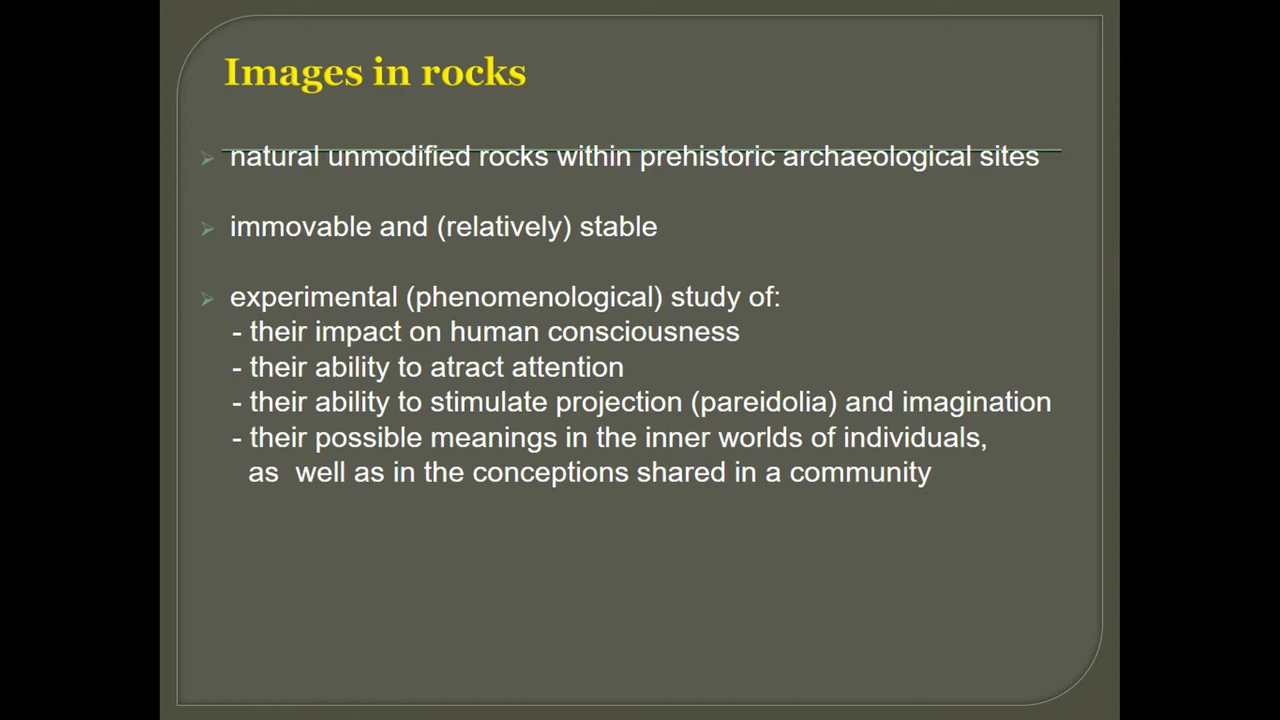 Images in rocks
natural unmodified rocks within prehistoric archaeological sites
immovable and (relatively) stable
experimental (phenomenological) study of:
- their impact on human consciousness
- their ability to atract attention
- their ability to stimulate projection (pareidolia) and imagination
- their possible meanings in the inner worlds of individuals,
as  well as in the conceptions shared in a community